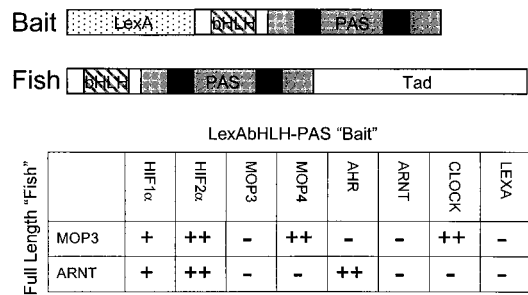 Bait LexA bHLH PAS
Fish bHLH PAS Tad
LexAbHLH-PAS "Bait"
Full Length "Fish"
HIF1α HIF2α MOP3 MOP4 AHR ARNT CLOCK LEXA
MOP3 + ++ - ++ - - ++ -
ARNT + ++ - - ++ - - -